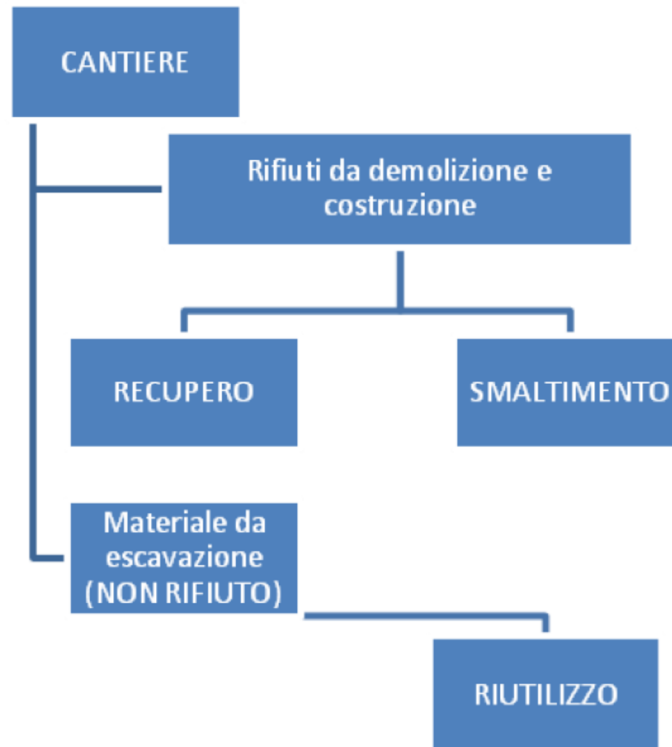 CANTIERE
Rifiuti da demolizione e
costruzione
RECUPERO
SMALTIMENTO
Materiale da
escavazione
(NON RIFIUTO)
RIUTILIZZO